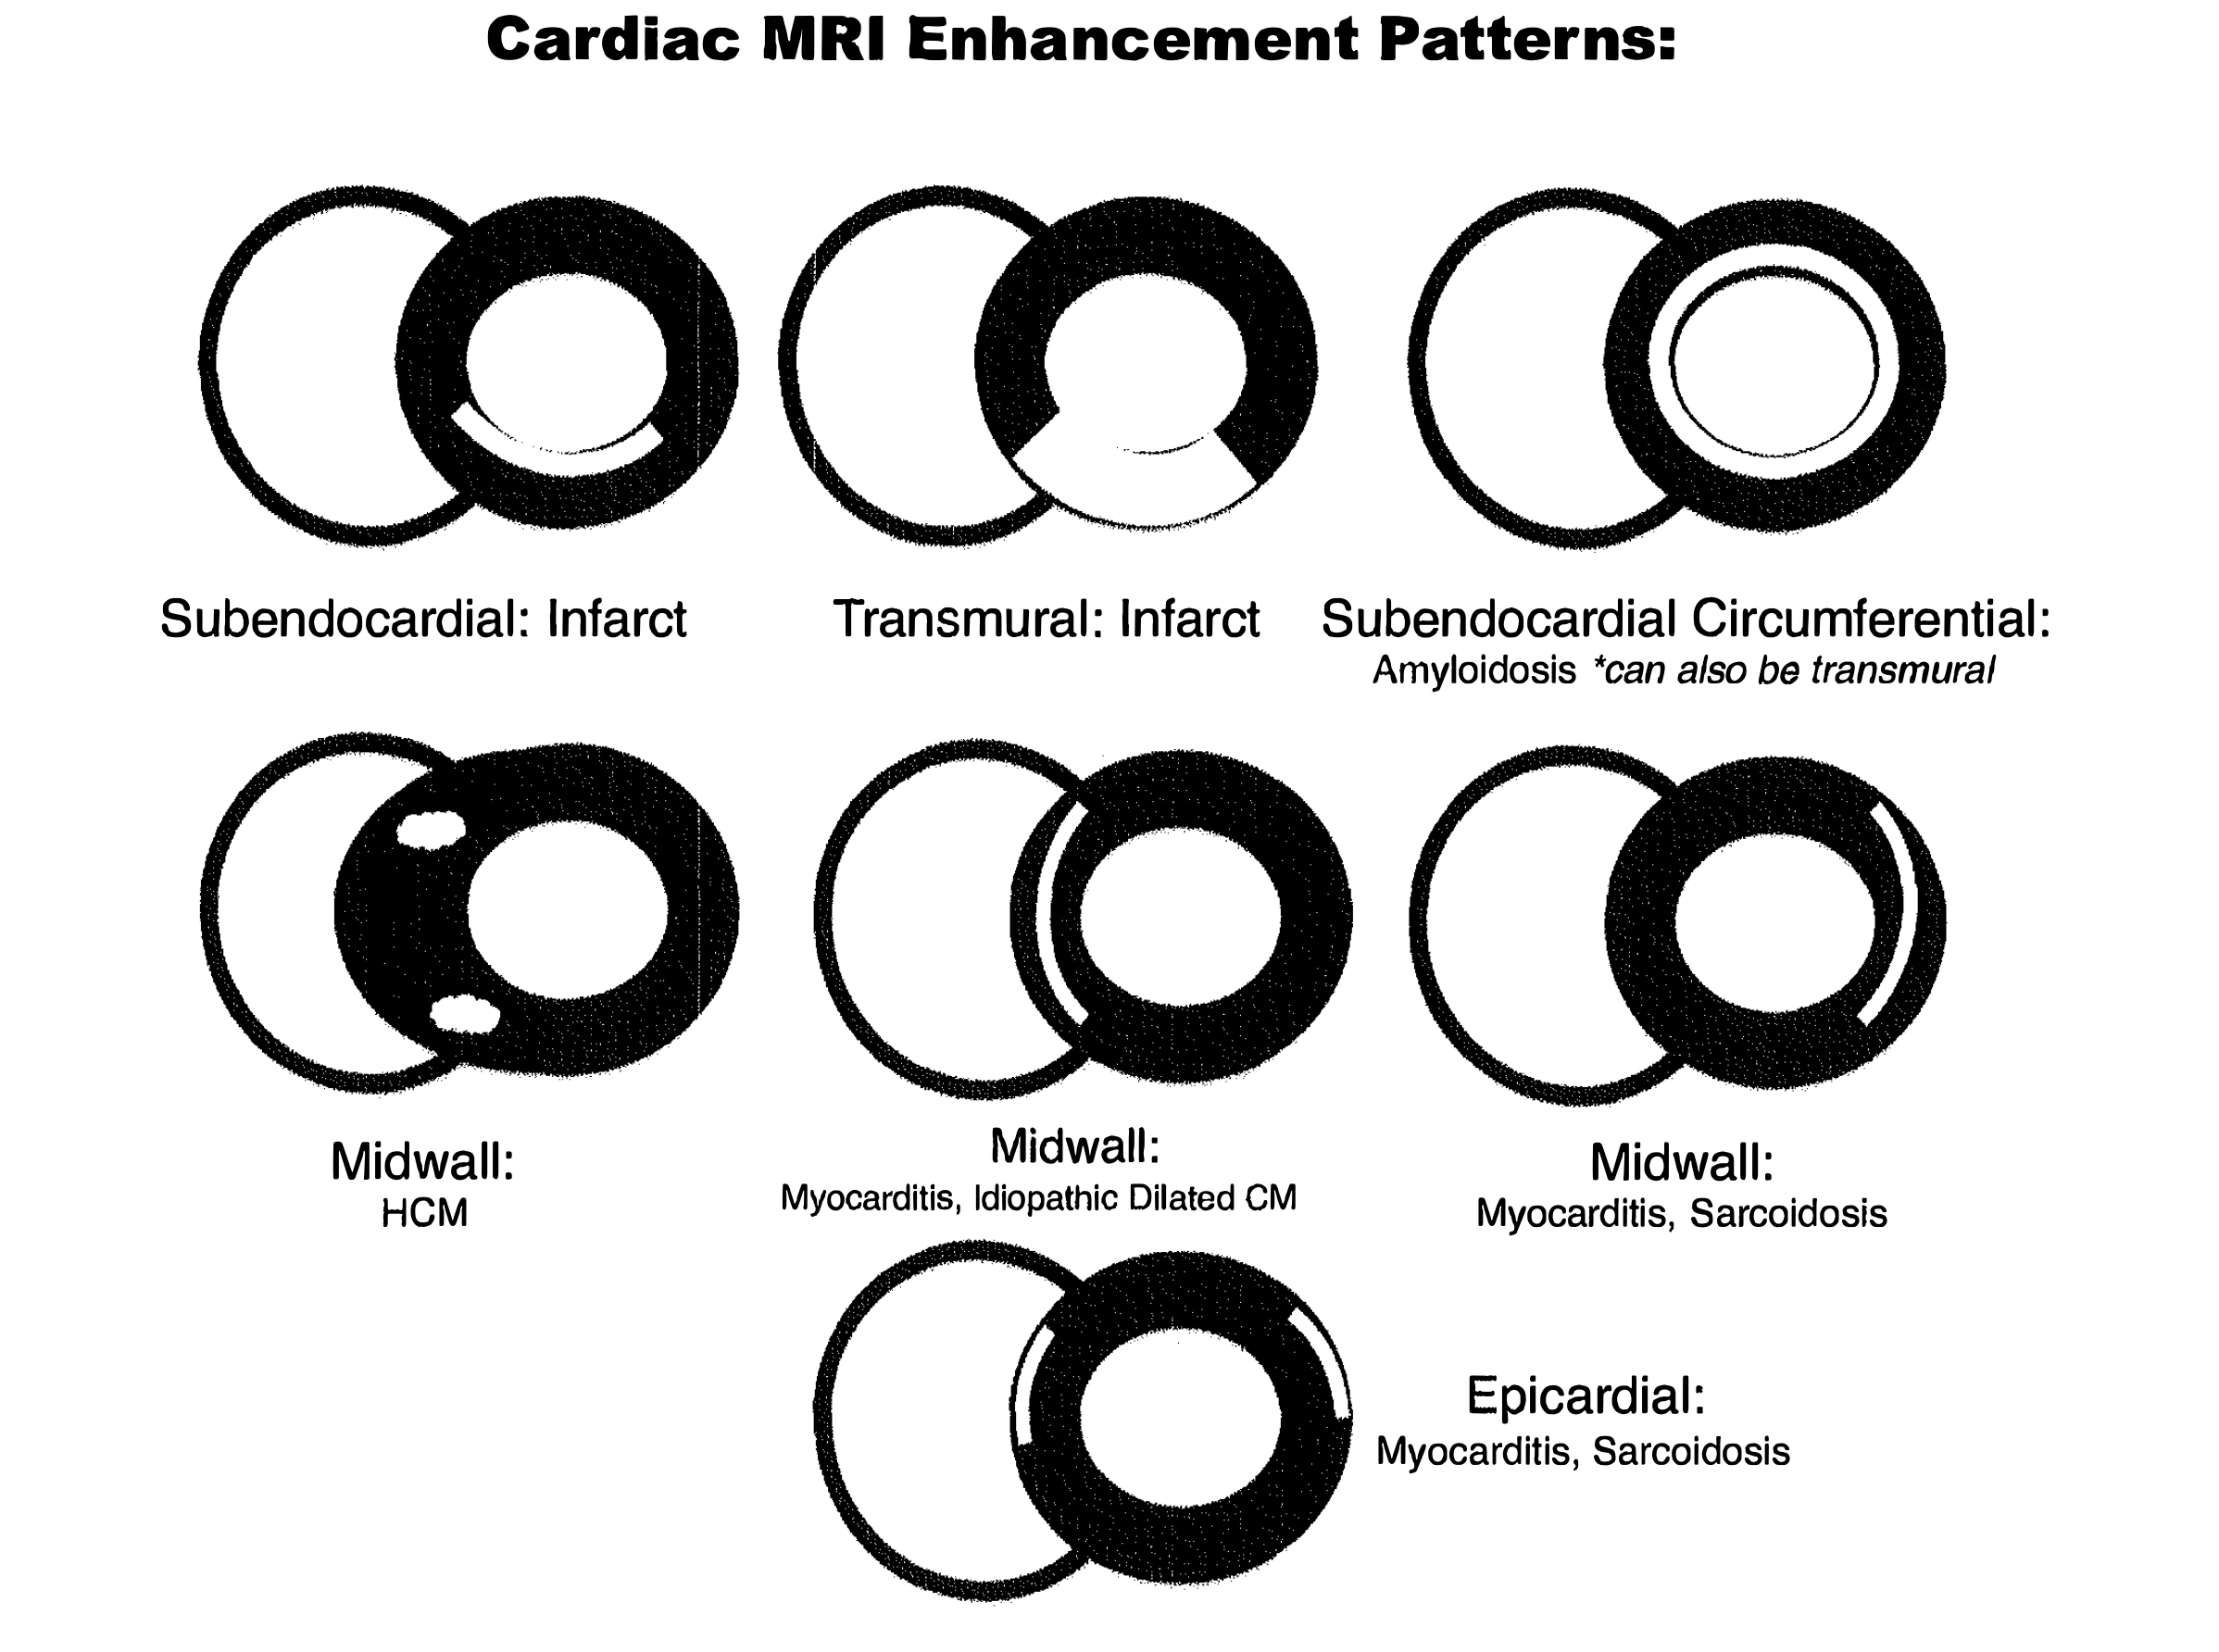 Cardiac MRI Enhancement Patterns:
Subendocardial: Infarct
Transmural: Infarct
Subendocardial Circumferential:
Amyloidosis *can also be transmural
Midwall:
HCM
Midwall:
Myocarditis, Idiopathic Dilated CM
Midwall:
Myocarditis, Sarcoidosis
Epicardial:
Myocarditis, Sarcoidosis